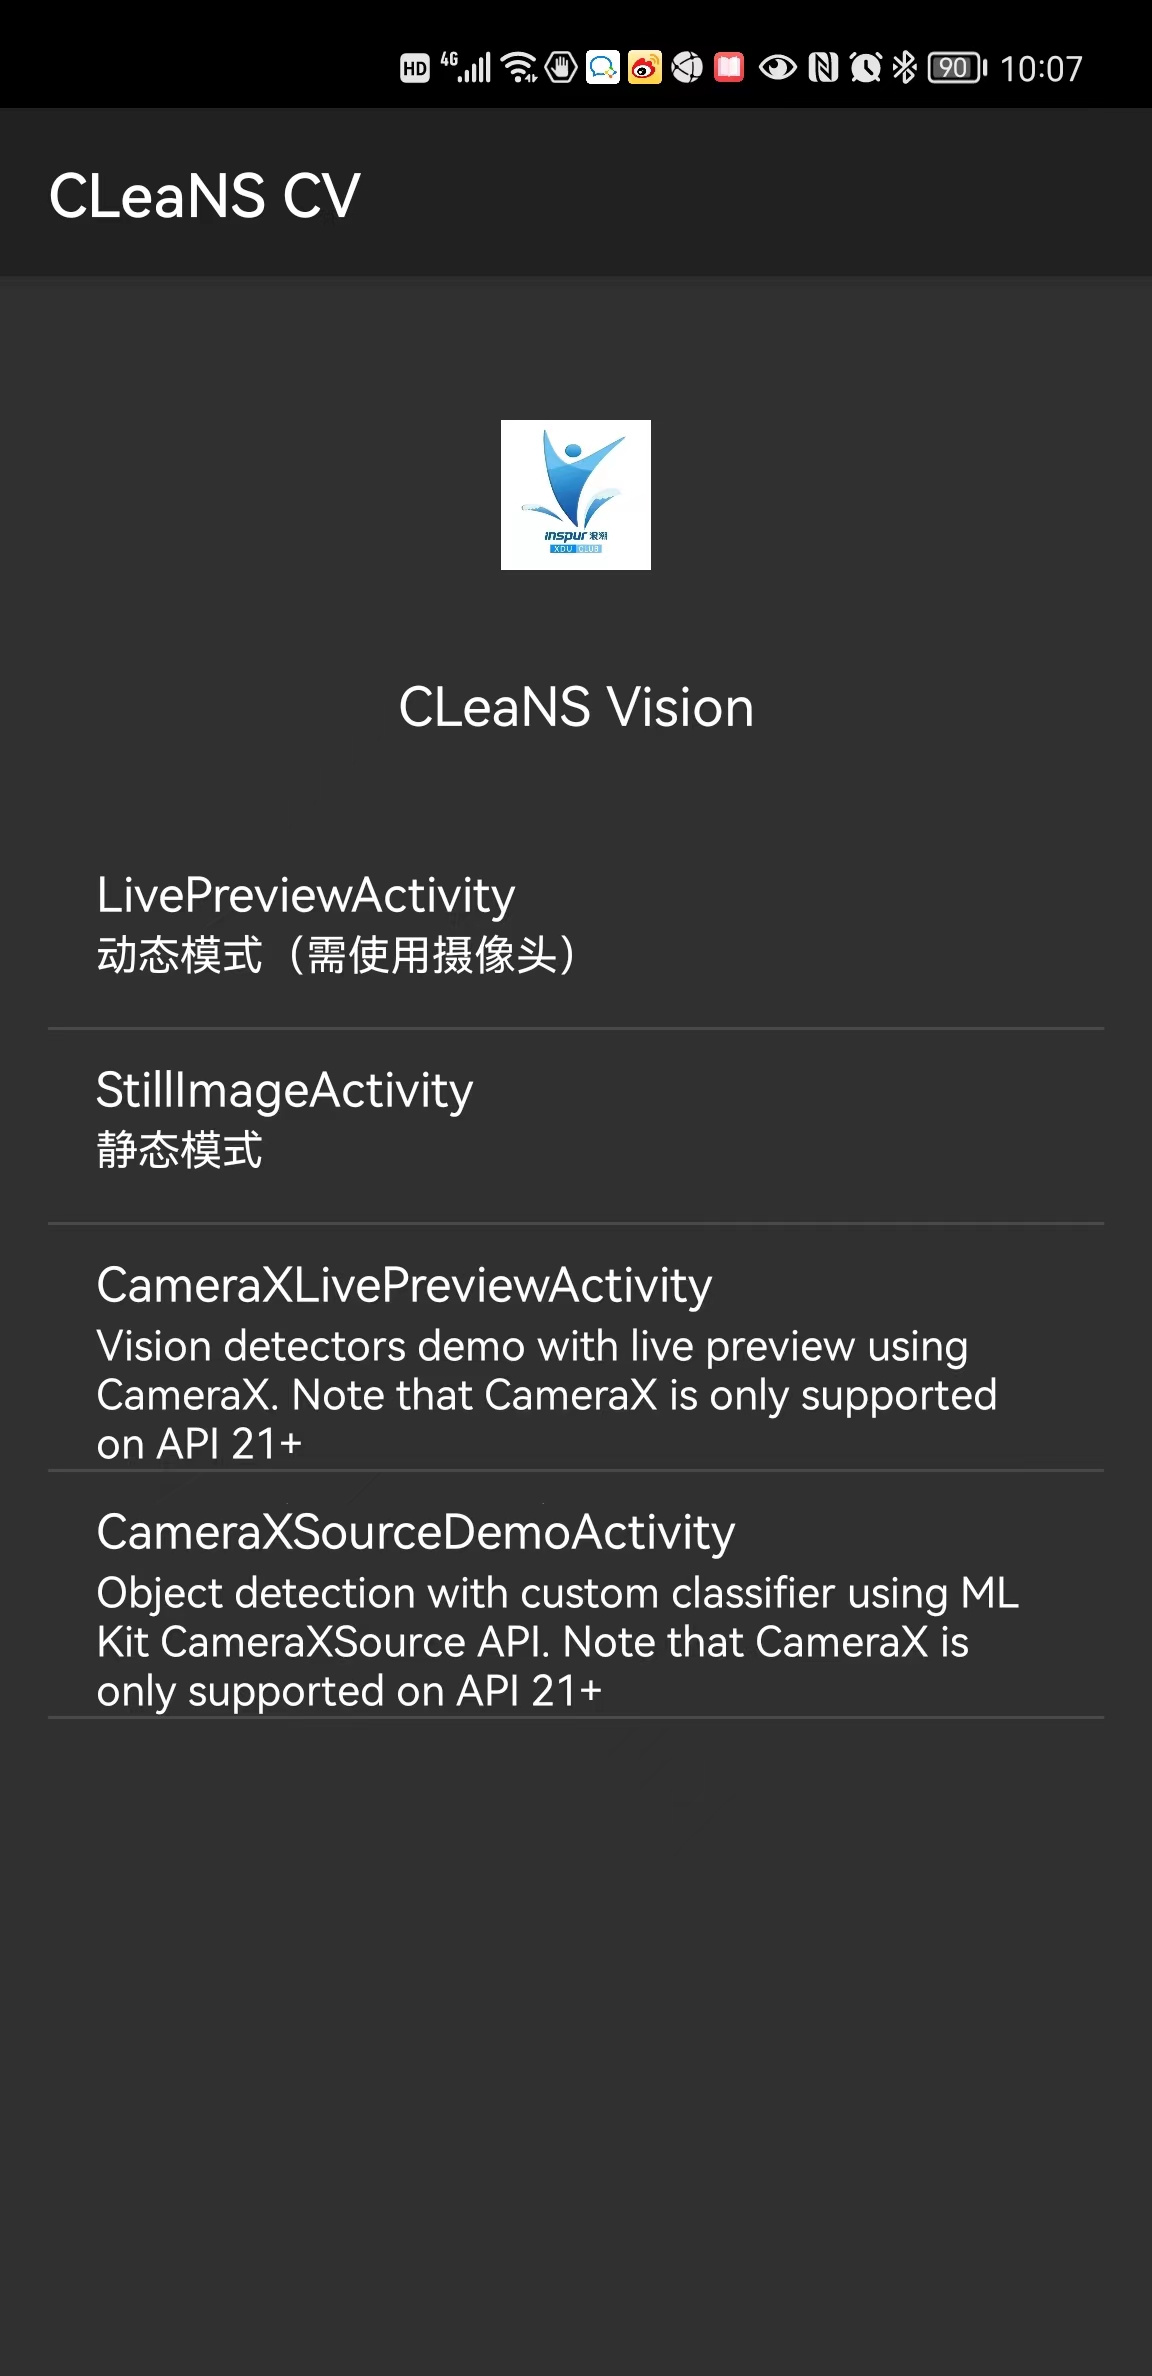 HD 4G 90 10:07
CLeaNS CV
inspur 浪潮
XDU CLUB
CLeaNS Vision
LivePreviewActivity
动态模式（需使用摄像头）
StillImageActivity
静态模式
CameraXLivePreviewActivity
Vision detectors demo with live preview using
CameraX. Note that CameraX is only supported
on API 21+
CameraXSourceDemoActivity
Object detection with custom classifier using ML
Kit CameraXSource API. Note that CameraX is
only supported on API 21+